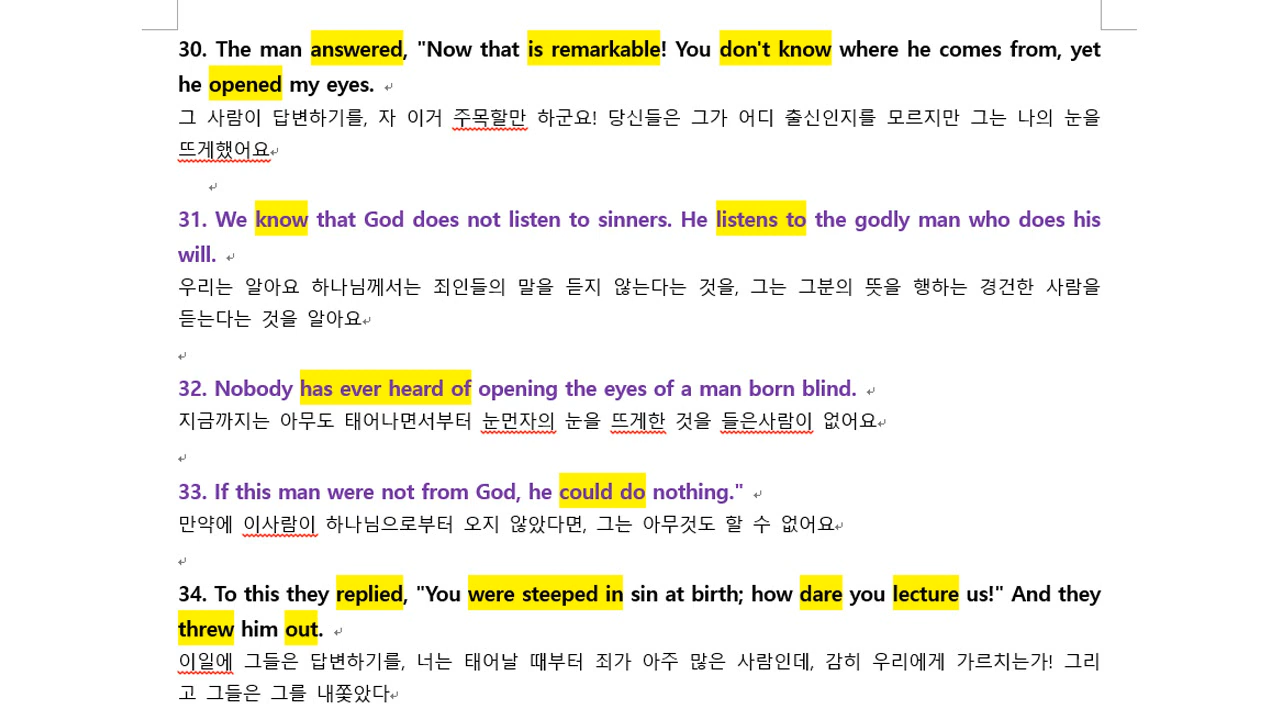 30. The man answered, "Now that is remarkable! You don't know where he comes from, yet
he opened my eyes.
그 사람이 답변하기를, 자 이거 주목할만 하군요! 당신들은 그가 어디 출신인지를 모르지만 그는 나의 눈을
뜨게했어요
31. We know that God does not listen to sinners. He listens to the godly man who does his
will.
우리는 알아요 하나님께서는 죄인들의 말을 듣지 않는다는 것을, 그는 그분의 뜻을 행하는 경건한 사람을
듣는다는 것을 알아요
32. Nobody has ever heard of opening the eyes of a man born blind.
지금까지는 아무도 태어나면서부터 눈먼자의 눈을 뜨게한 것을 들은사람이 없어요
33. If this man were not from God, he could do nothing."
만약에 이사람이 하나님으로부터 오지 않았다면, 그는 아무것도 할 수 없어요
34. To this they replied, "You were steeped in sin at birth; how dare you lecture us!" And they
threw him out.
이일에 그들은 답변하기를, 너는 태어날 때부터 죄가 아주 많은 사람인데, 감히 우리에게 가르치는가! 그리
고 그들은 그를 내쫓았다